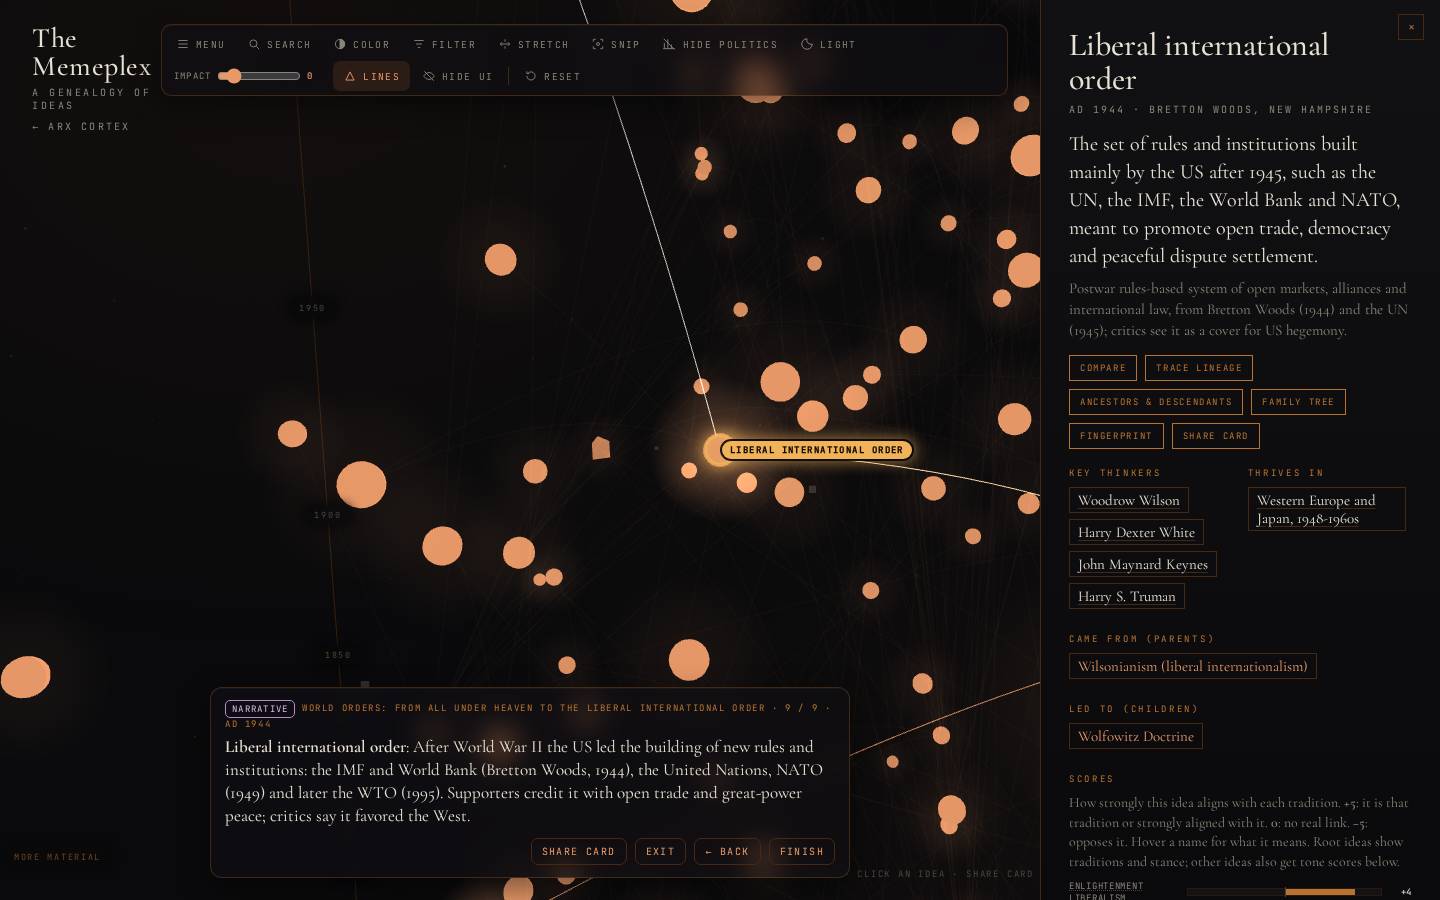 The
Memeplex
A GENEALOGY OF
IDEAS
← ARX CORTEX
MENU
SEARCH
COLOR
FILTER
STRETCH
SNIP
HIDE POLITICS
LIGHT
IMPACT
0
LINES
HIDE UI
RESET
1950
1900
1850
LIBERAL INTERNATIONAL ORDER
NARRATIVE WORLD ORDERS: FROM ALL UNDER HEAVEN TO THE LIBERAL INTERNATIONAL ORDER · 9 / 9 ·
AD 1944
Liberal international order: After World War II the US led the building of new rules and
institutions: the IMF and World Bank (Bretton Woods, 1944), the United Nations, NATO
(1949) and later the WTO (1995). Supporters credit it with open trade and great-power
peace; critics say it favored the West.
SHARE CARD
EXIT
← BACK
FINISH
MORE MATERIAL
CLICK AN IDEA · SHARE CARD
×
Liberal international
order
AD 1944 · BRETTON WOODS, NEW HAMPSHIRE
The set of rules and institutions built
mainly by the US after 1945, such as the
UN, the IMF, the World Bank and NATO,
meant to promote open trade, democracy
and peaceful dispute settlement.
Postwar rules-based system of open markets, alliances and
international law, from Bretton Woods (1944) and the UN
(1945); critics see it as a cover for US hegemony.
COMPARE
TRACE LINEAGE
ANCESTORS & DESCENDANTS
FAMILY TREE
FINGERPRINT
SHARE CARD
KEY THINKERS
Woodrow Wilson
Harry Dexter White
John Maynard Keynes
Harry S. Truman
THRIVES IN
Western Europe and
Japan, 1948-1960s
CAME FROM (PARENTS)
Wilsonianism (liberal internationalism)
LED TO (CHILDREN)
Wolfowitz Doctrine
SCORES
How strongly this idea aligns with each tradition. +5: it is that
tradition or strongly aligned with it. 0: no real link. −5:
opposes it. Hover a name for what it means. Root ideas show
traditions and stance; other ideas also get tone scores below.
ENLIGHTENMENT
LIBERALISM
+4